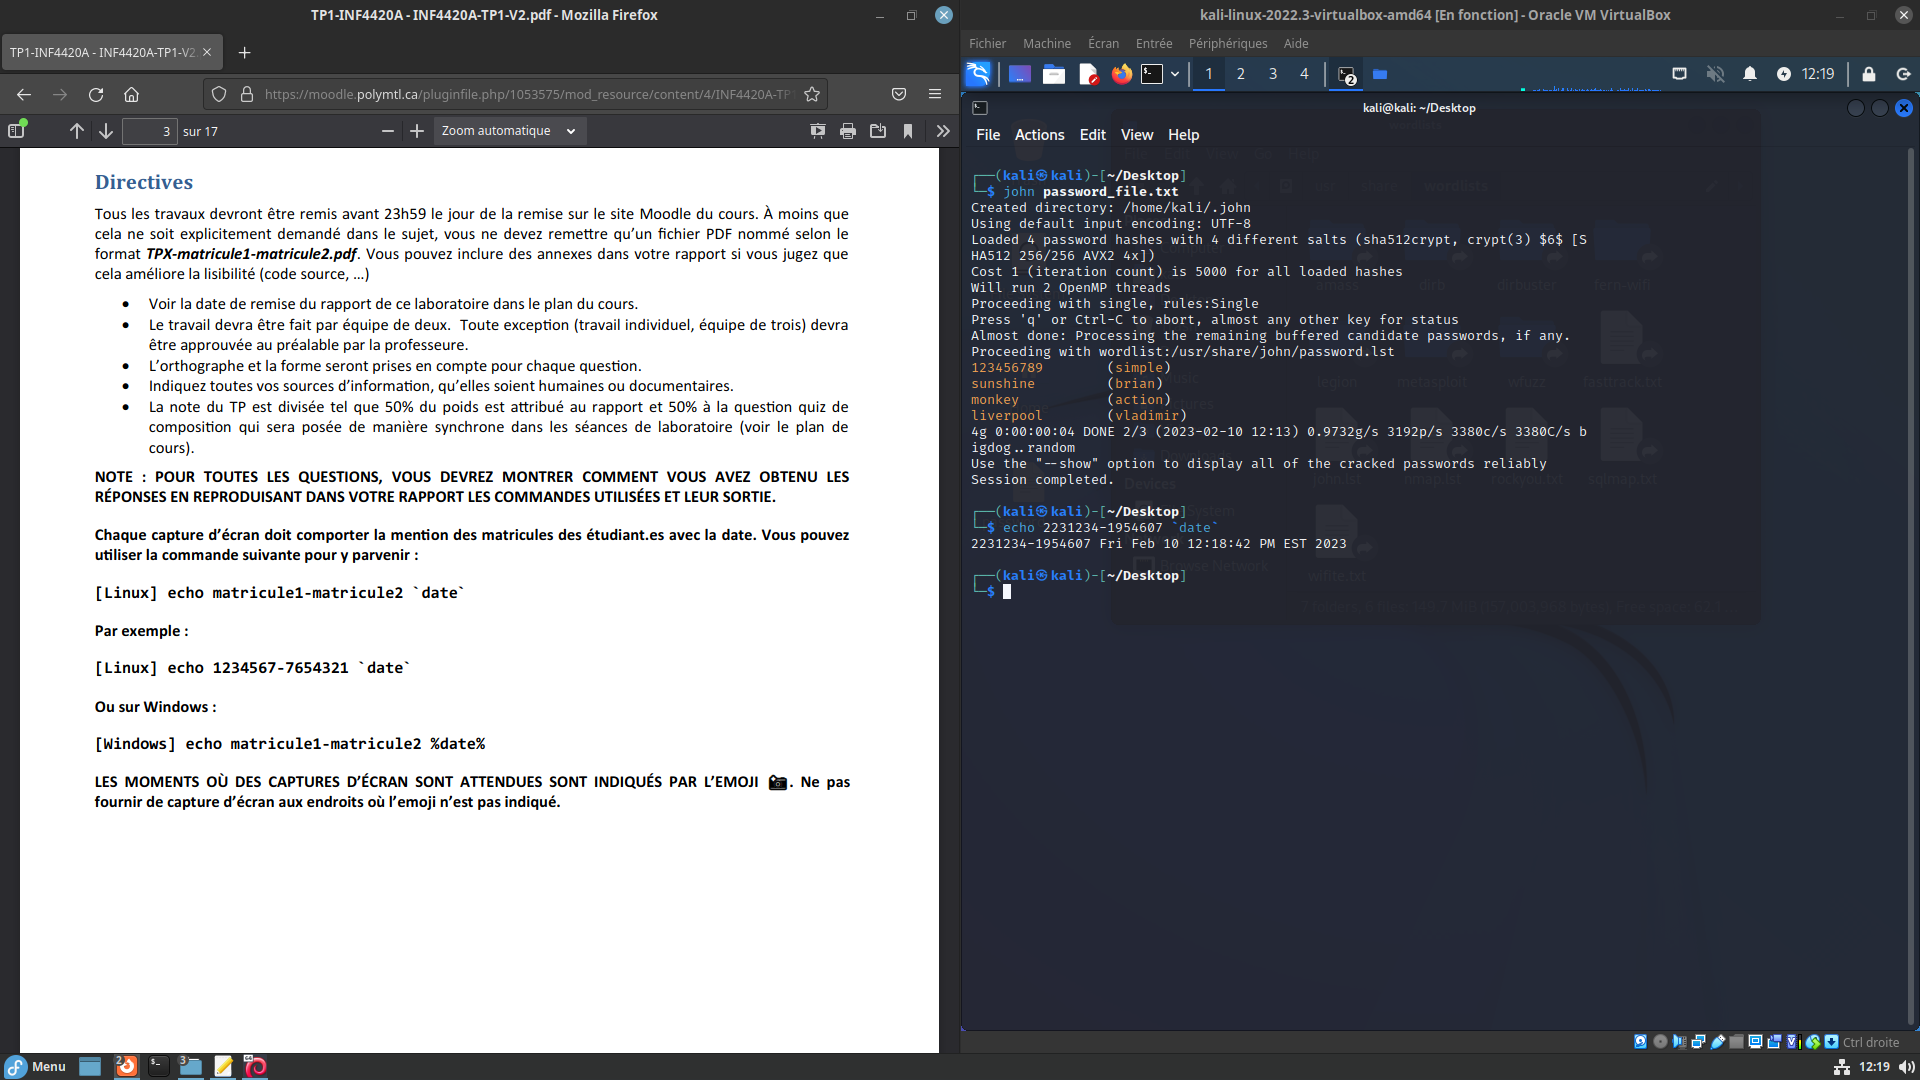 TP1-INF4420A - INF4420A-TP1-V2.pdf - Mozilla Firefox
TP1-INF4420A - INF4420A-TP1-V2
https://moodle.polymtl.ca/pluginfile.php/1053575/mod_resource/content/4/INF4420A-TP1
3 sur 17
Zoom automatique
Directives
Tous les travaux devront être remis avant 23h59 le jour de la remise sur le site Moodle du cours. À moins que
cela ne soit explicitement demandé dans le sujet, vous ne devez remettre qu'un fichier PDF nommé selon le
format TPX-matricule1-matricule2.pdf. Vous pouvez inclure des annexes dans votre rapport si vous jugez que
cela améliore la lisibilité (code source, …)
• Voir la date de remise du rapport de ce laboratoire dans le plan du cours.
• Le travail devra être fait par équipe de deux. Toute exception (travail individuel, équipe de trois) devra
être approuvée au préalable par la professeure.
• L'orthographe et la forme seront prises en compte pour chaque question.
• Indiquez toutes vos sources d'information, qu'elles soient humaines ou documentaires.
• La note du TP est divisée tel que 50% du poids est attribué au rapport et 50% à la question quiz de
composition qui sera posée de manière synchrone dans les séances de laboratoire (voir le plan de
cours).
NOTE : POUR TOUTES LES QUESTIONS, VOUS DEVREZ MONTRER COMMENT VOUS AVEZ OBTENU LES
RÉPONSES EN REPRODUISANT DANS VOTRE RAPPORT LES COMMANDES UTILISÉES ET LEUR SORTIE.
Chaque capture d'écran doit comporter la mention des matricules des étudiant.es avec la date. Vous pouvez
utiliser la commande suivante pour y parvenir :
[Linux] echo matricule1-matricule2 `date`
Par exemple :
[Linux] echo 1234567-7654321 `date`
Ou sur Windows :
[Windows] echo matricule1-matricule2 %date%
LES MOMENTS OÙ DES CAPTURES D'ÉCRAN SONT ATTENDUES SONT INDIQUÉS PAR L'EMOJI 📷. Ne pas
fournir de capture d'écran aux endroits où l'emoji n'est pas indiqué.
kali-linux-2022.3-virtualbox-amd64 [En fonction] - Oracle VM VirtualBox
Fichier Machine Écran Entrée Périphériques Aide
1 2 3 4 2 12:19
kali@kali: ~/Desktop
File Actions Edit View Help
┌──(kali㉿kali)-[~/Desktop]
└─$ john password_file.txt
Created directory: /home/kali/.john
Using default input encoding: UTF-8
Loaded 4 password hashes with 4 different salts (sha512crypt, crypt(3) $6$ [S
HA512 256/256 AVX2 4x])
Cost 1 (iteration count) is 5000 for all loaded hashes
Will run 2 OpenMP threads
Proceeding with single, rules:Single
Press 'q' or Ctrl-C to abort, almost any other key for status
Almost done: Processing the remaining buffered candidate passwords, if any.
Proceeding with wordlist:/usr/share/john/password.lst
123456789 (simple)
sunshine (brian)
monkey (action)
liverpool (vladimir)
4g 0:00:00:04 DONE 2/3 (2023-02-10 12:13) 0.9732g/s 3192p/s 3380c/s 3380C/s b
igdog..random
Use the "--show" option to display all of the cracked passwords reliably
Session completed.
┌──(kali㉿kali)-[~/Desktop]
└─$ echo 2231234-1954607 `date`
2231234-1954607 Fri Feb 10 12:18:42 PM EST 2023
┌──(kali㉿kali)-[~/Desktop]
└─$
Ctrl droite
Menu 2 3
12:19